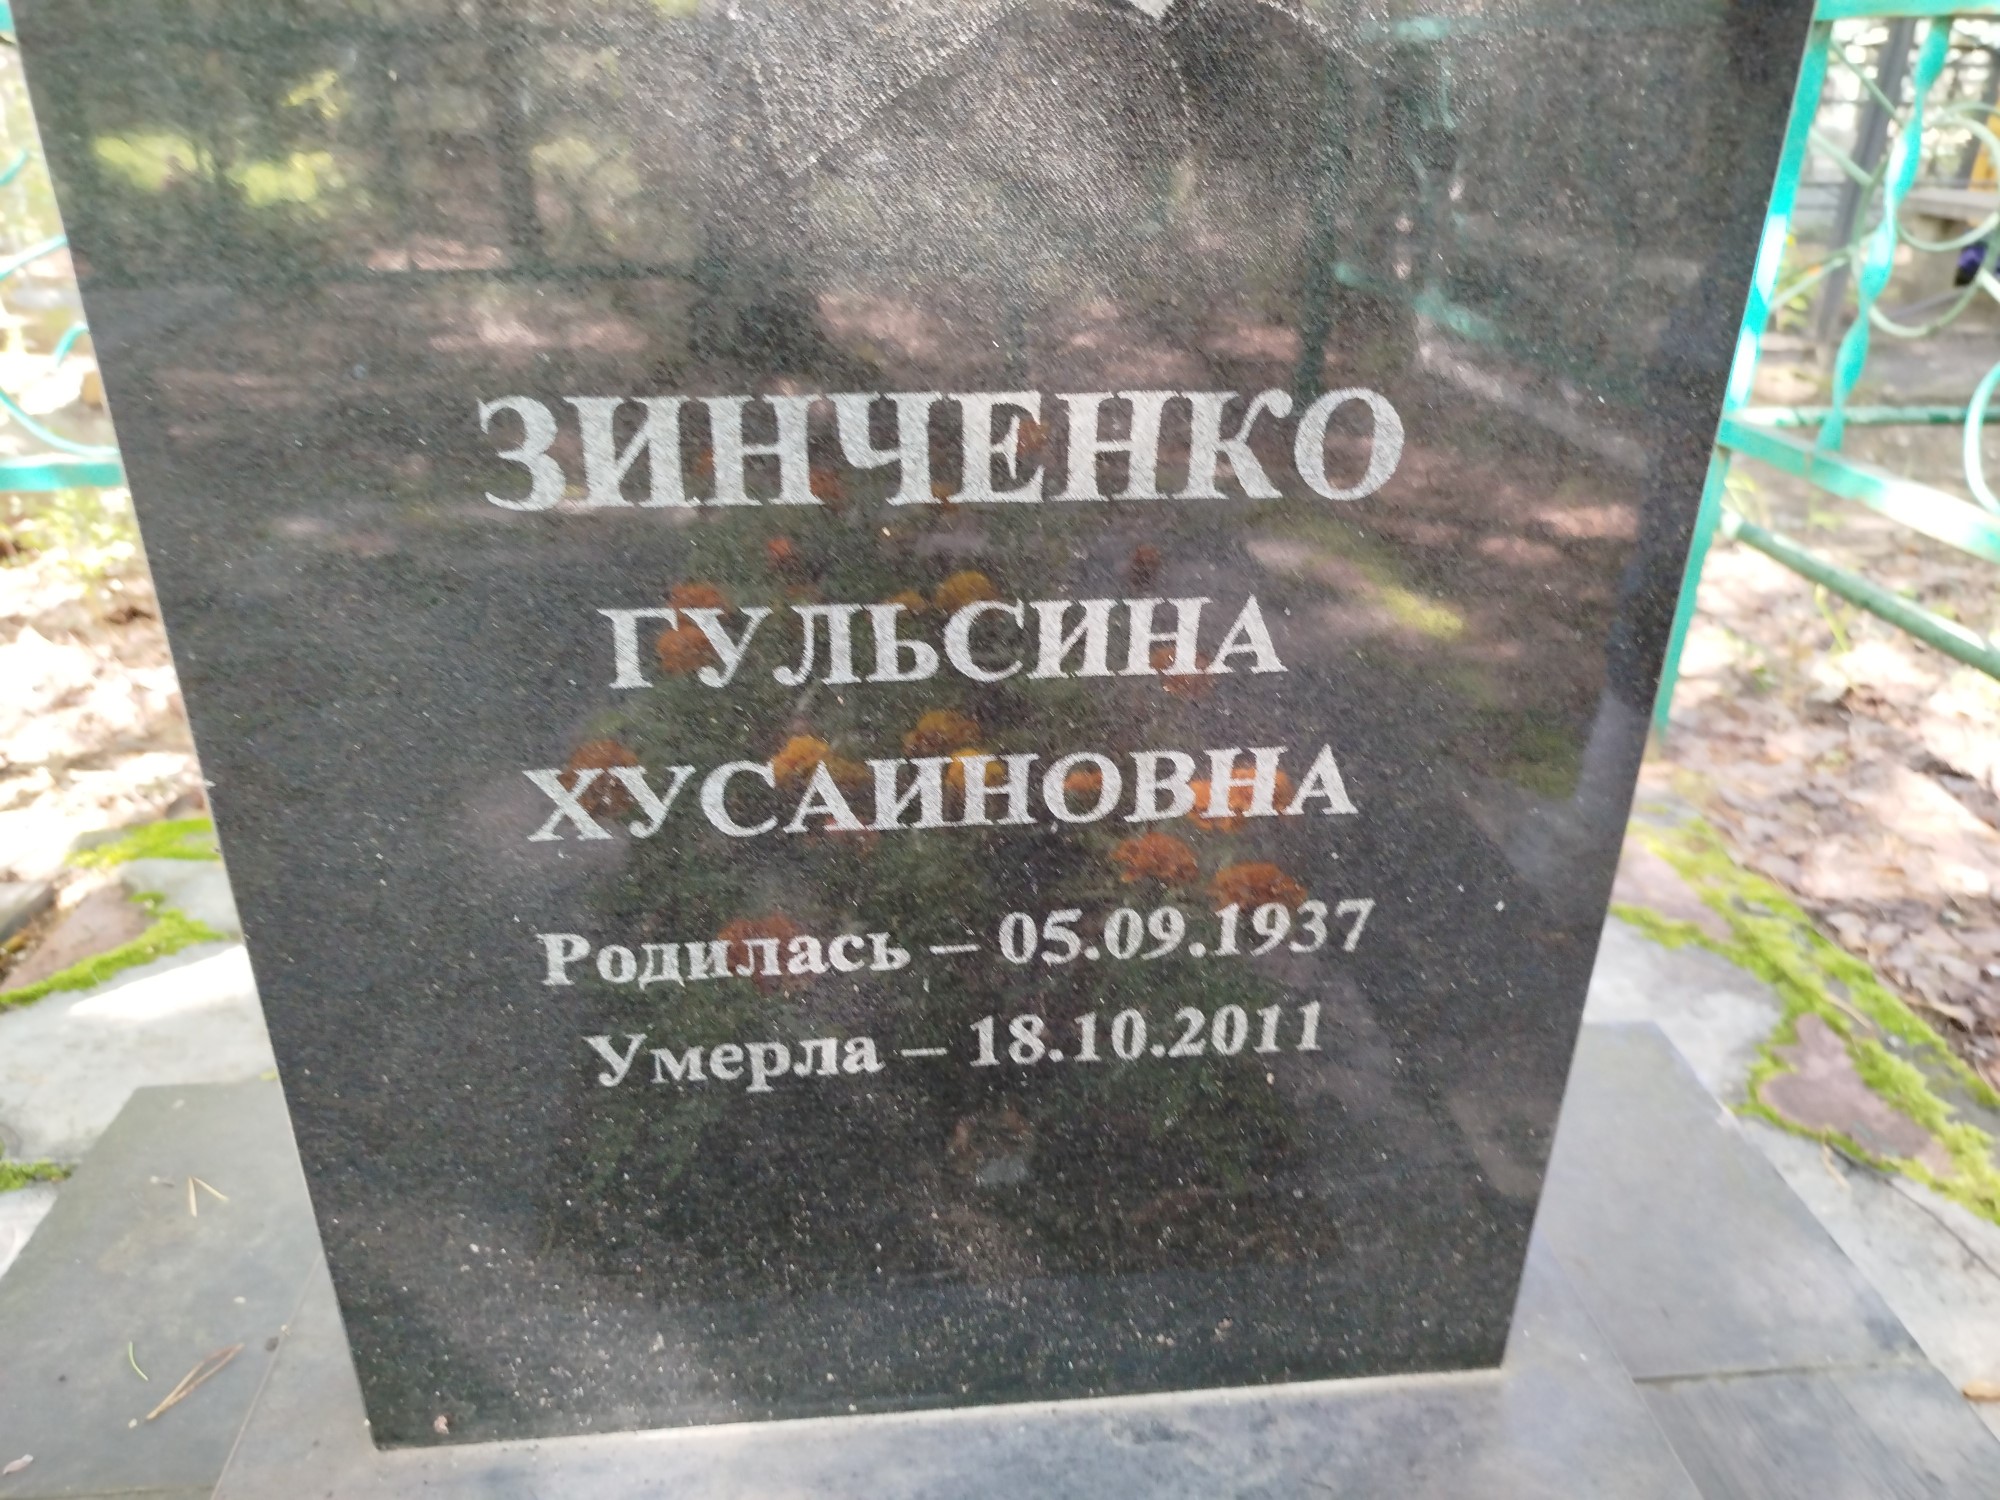 ЗИНЧЕНКО
ГУЛЬСИНА
ХУСАИНОВНА
Родилась – 05.09.1937
Умерла – 18.10.2011